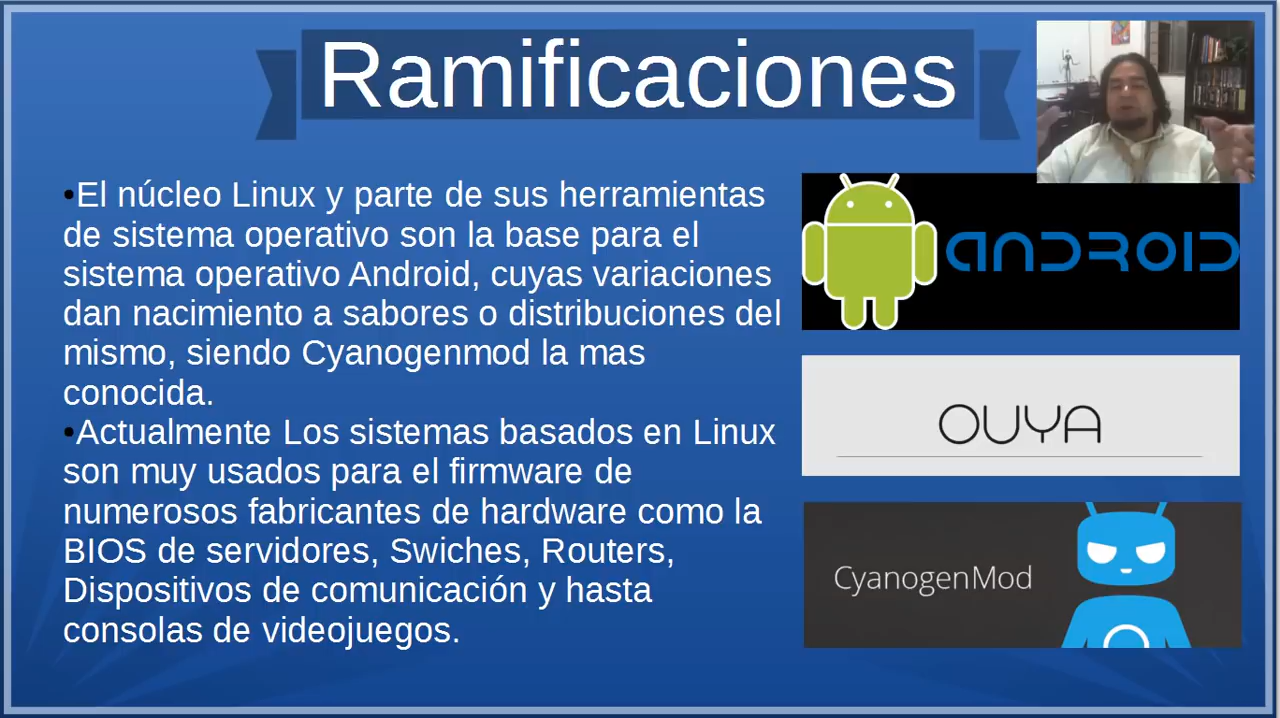 Ramificaciones
•El núcleo Linux y parte de sus herramientas
de sistema operativo son la base para el
sistema operativo Android, cuyas variaciones
dan nacimiento a sabores o distribuciones del
mismo, siendo Cyanogenmod la mas
conocida.
•Actualmente Los sistemas basados en Linux
son muy usados para el firmware de
numerosos fabricantes de hardware como la
BIOS de servidores, Swiches, Routers,
Dispositivos de comunicación y hasta
consolas de videojuegos.
ANDROID
OUYA
CyanogenMod